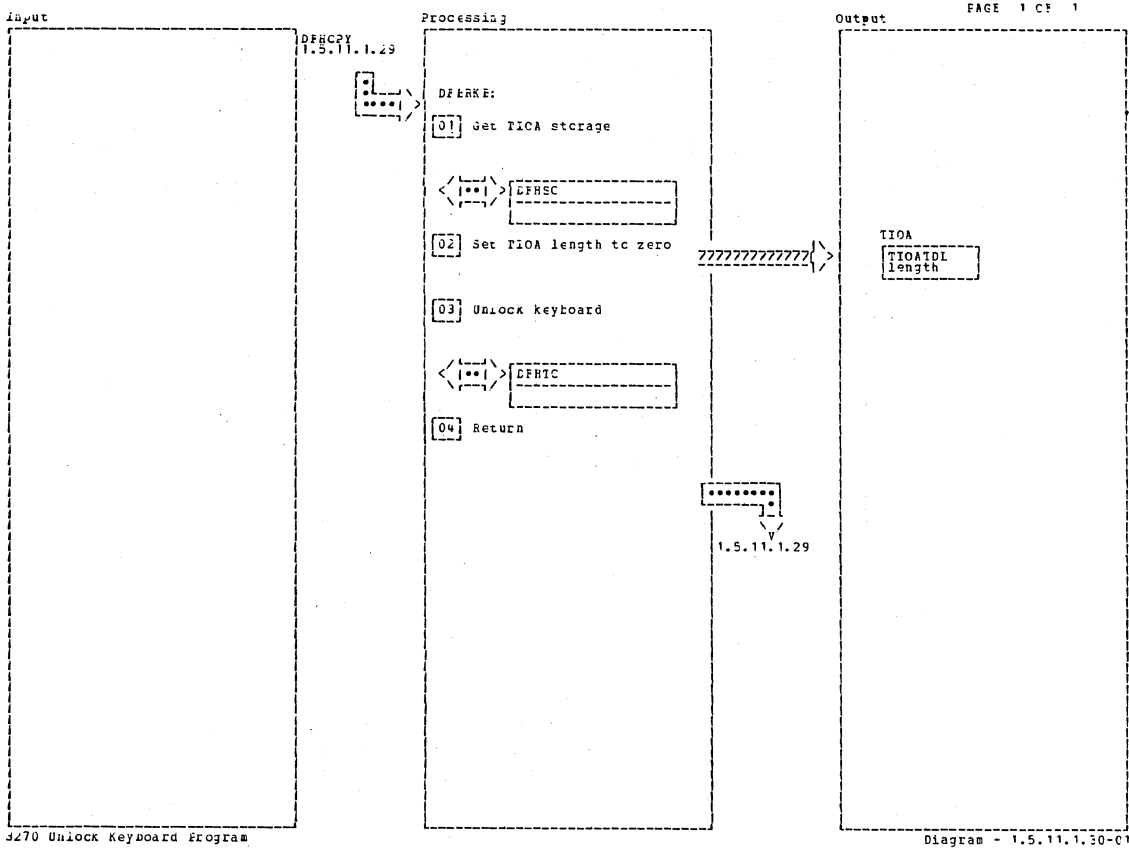 PAGE 1 OF 1
Input
Processing
Output
DFHCPY
1.5.11.1.29
DFHRKB:
01 Get TIOA storage
DFHSC
02 Set TIOA length to zero
TIOA
TIOATDL
length
03 Unlock keyboard
DFHTC
04 Return
1.5.11.1.29
3270 Unlock Keyboard Program
Diagram - 1.5.11.1.30-01